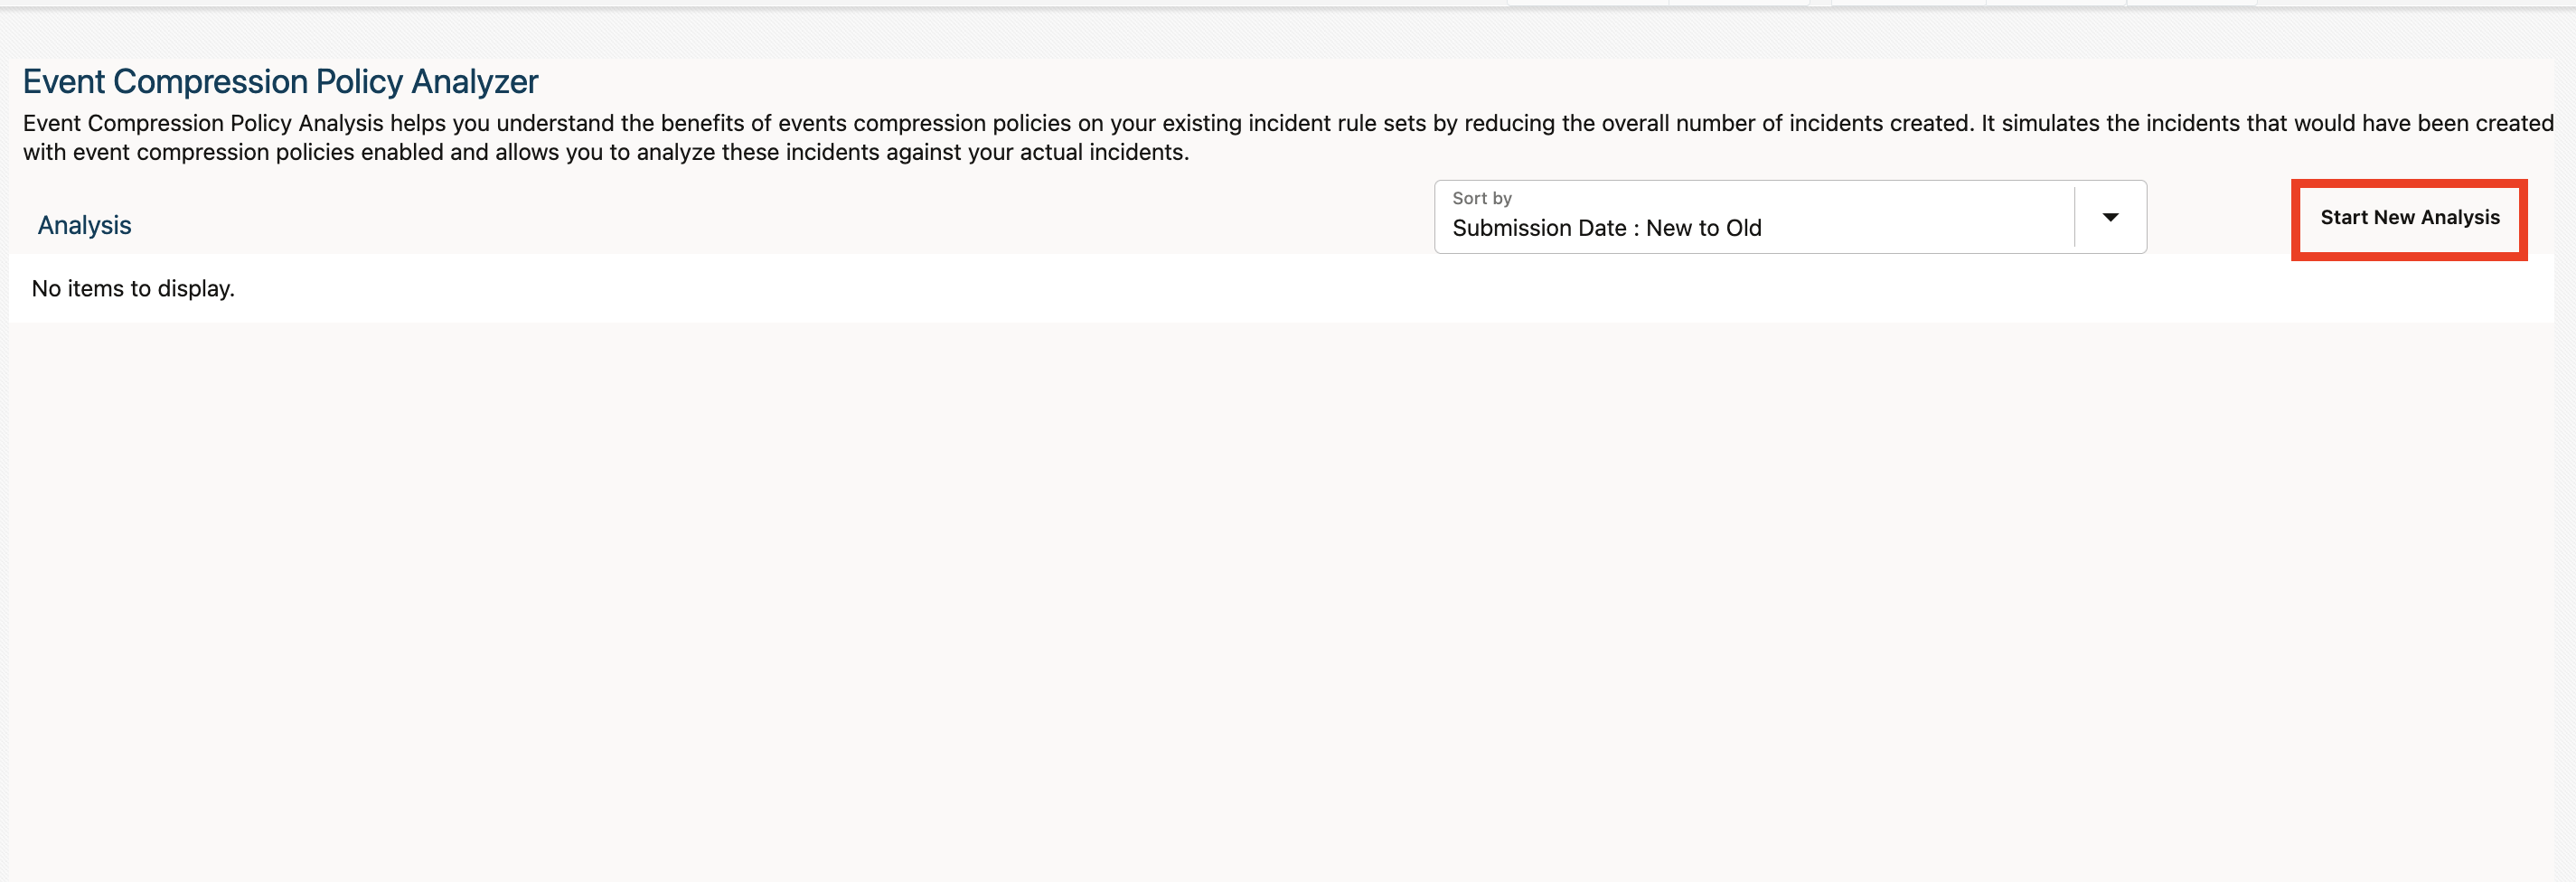 Event Compression Policy Analyzer
Event Compression Policy Analysis helps you understand the benefits of events compression policies on your existing incident rule sets by reducing the overall number of incidents created. It simulates the incidents that would have been created
with event compression policies enabled and allows you to analyze these incidents against your actual incidents.
Analysis
Sort by
Submission Date : New to Old
Start New Analysis
No items to display.